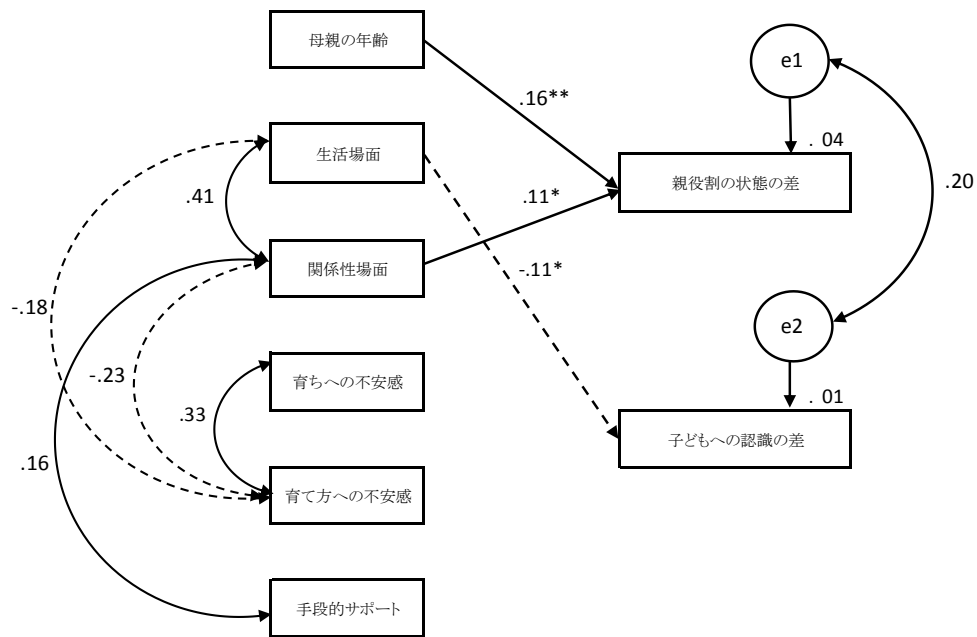 母親の年齢
e1
.16**
. 04
生活場面
親役割の状態の差
.41
.11*
.20
関係性場面
-.11*
-.18
e2
-.23
育ちへの不安感
.33
. 01
子どもへの認識の差
.16
育て方への不安感
手段的サポート